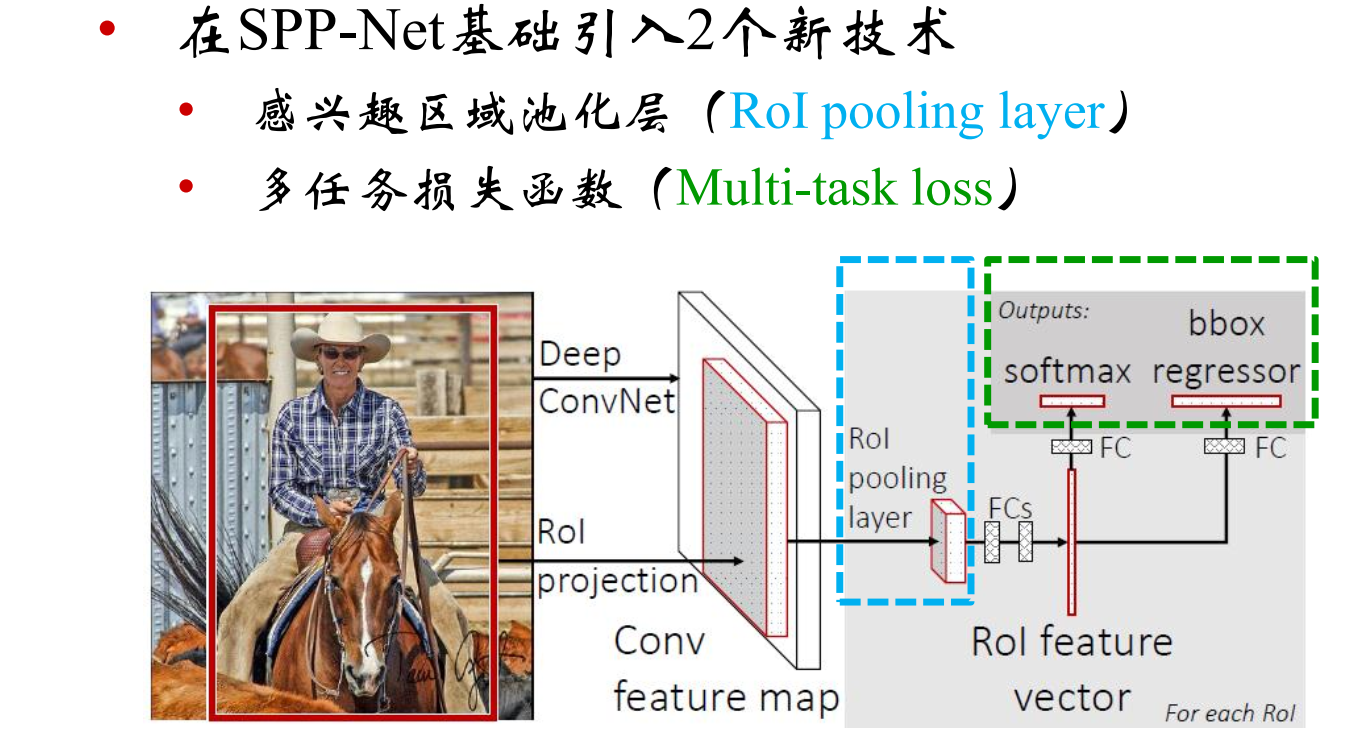 • 在SPP-Net基础引入2个新技术
• 感兴趣区域池化层（RoI pooling layer）
• 多任务损失函数（Multi-task loss）
Outputs:
bbox
softmax regressor
Deep
ConvNet
FC
FC
RoI
pooling
layer
FCs
RoI
projection
Conv
feature map
RoI feature
vector
For each RoI